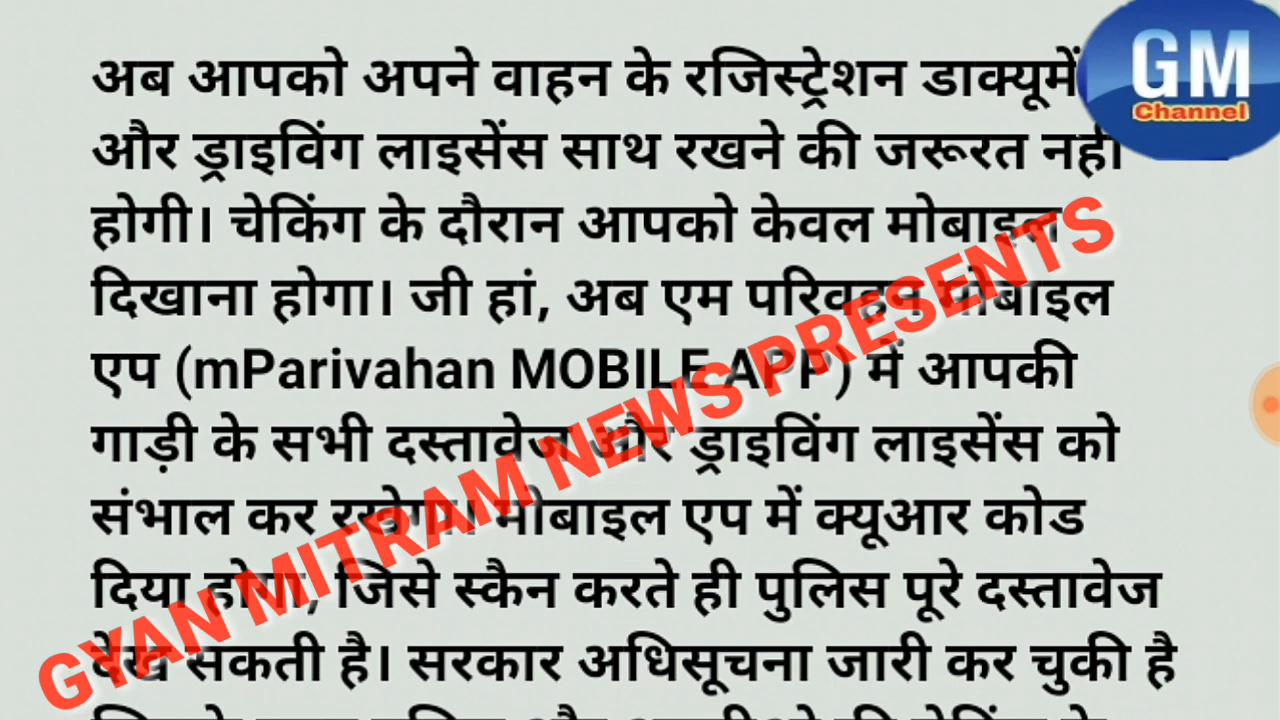 अब आपको अपने वाहन के रजिस्ट्रेशन डाक्यूमें
और ड्राइविंग लाइसेंस साथ रखने की जरूरत नहीं
होगी। चेकिंग के दौरान आपको केवल मोबाइल
दिखाना होगा। जी हां, अब एम परिवहन मोबाइल
एप (mParivahan MOBILE APP) में आपकी
गाड़ी के सभी दस्तावेज और ड्राइविंग लाइसेंस को
संभाल कर रखेगा। मोबाइल एप में क्यूआर कोड
दिया होगा, जिसे स्कैन करते ही पुलिस पूरे दस्तावेज
देख सकती है। सरकार अधिसूचना जारी कर चुकी है
GM
Channel
GYAN MITRAM NEWS PRESENTS